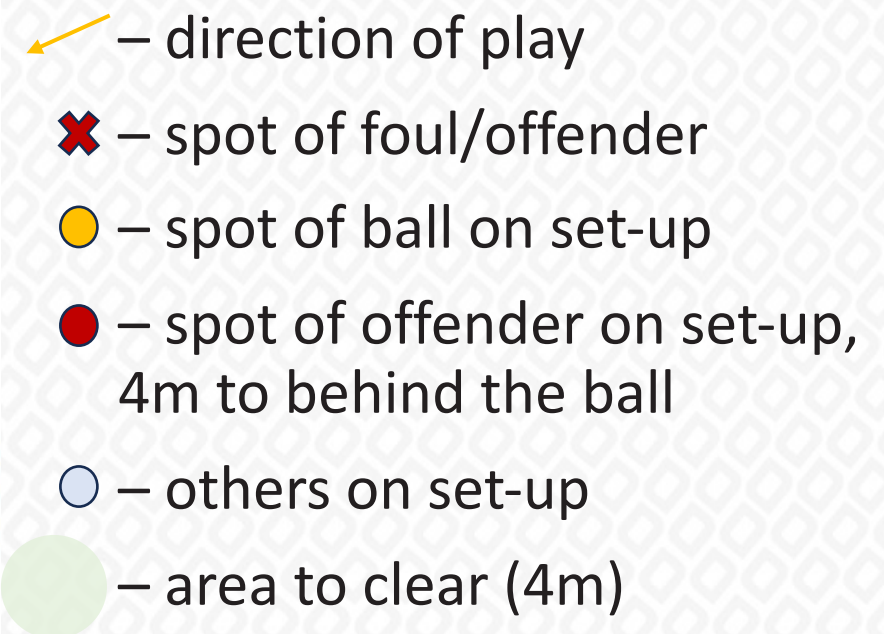 – direction of play
– spot of foul/offender
– spot of ball on set-up
– spot of offender on set-up,
4m to behind the ball
– others on set-up
– area to clear (4m)